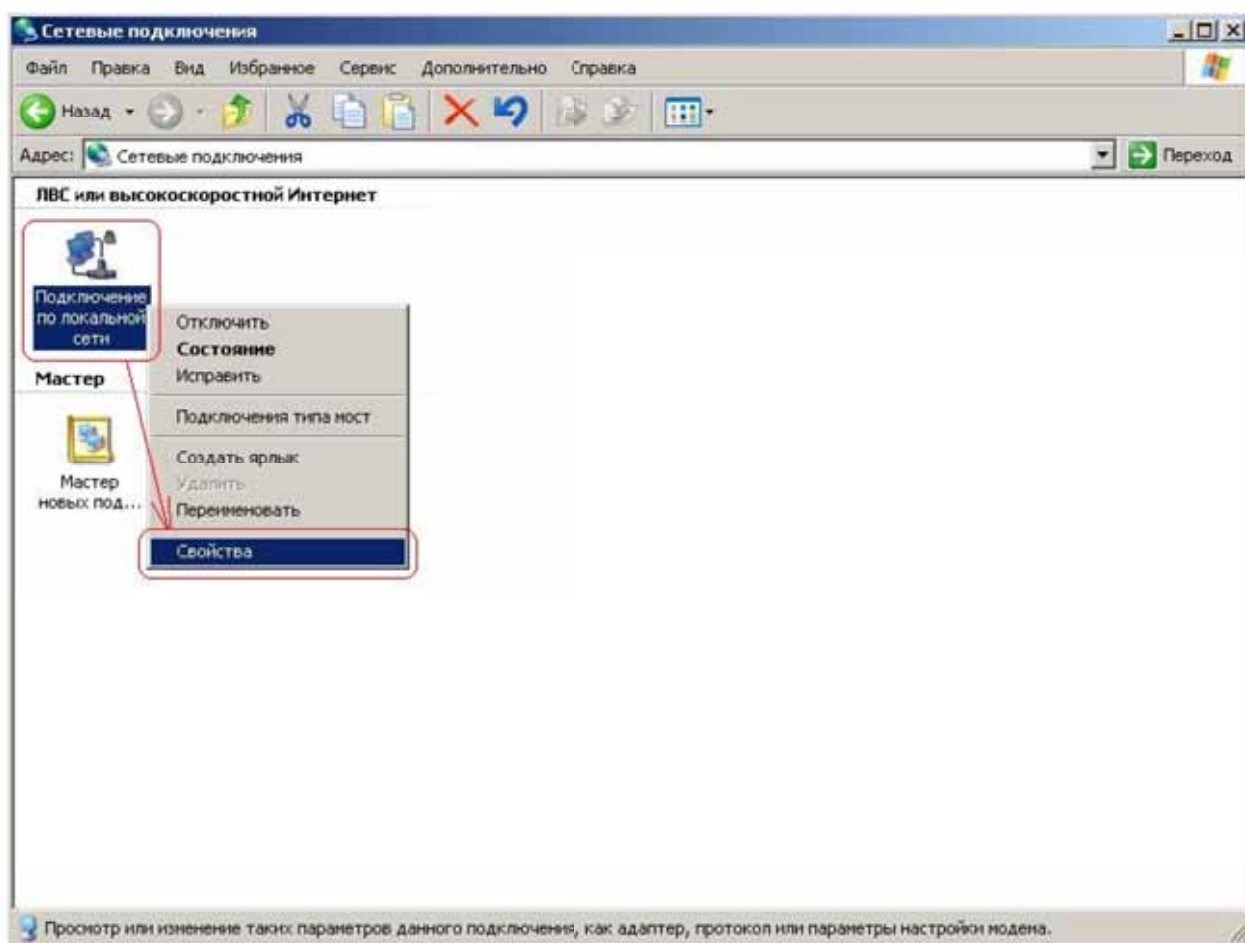 Сетевые подключения
Файл Правка Вид Избранное Сервис Дополнительно Справка
Назад
Адрес: Сетевые подключения Переход
ЛВС или высокоскоростной Интернет
Подключение
по локальной
сети
Отключить
Состояние
Исправить
Подключения типа мост
Создать ярлык
Удалить
Переименовать
Свойства
Мастер
Мастер
новых под...
Просмотр или изменение таких параметров данного подключения, как адаптер, протокол или параметры настройки модема.